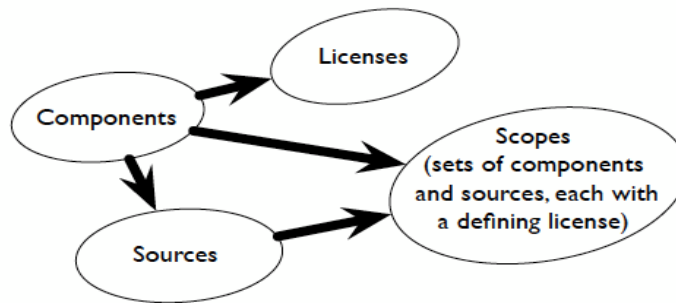 Licenses
Components
Scopes
(sets of components
and sources, each with
a defining license)
Sources